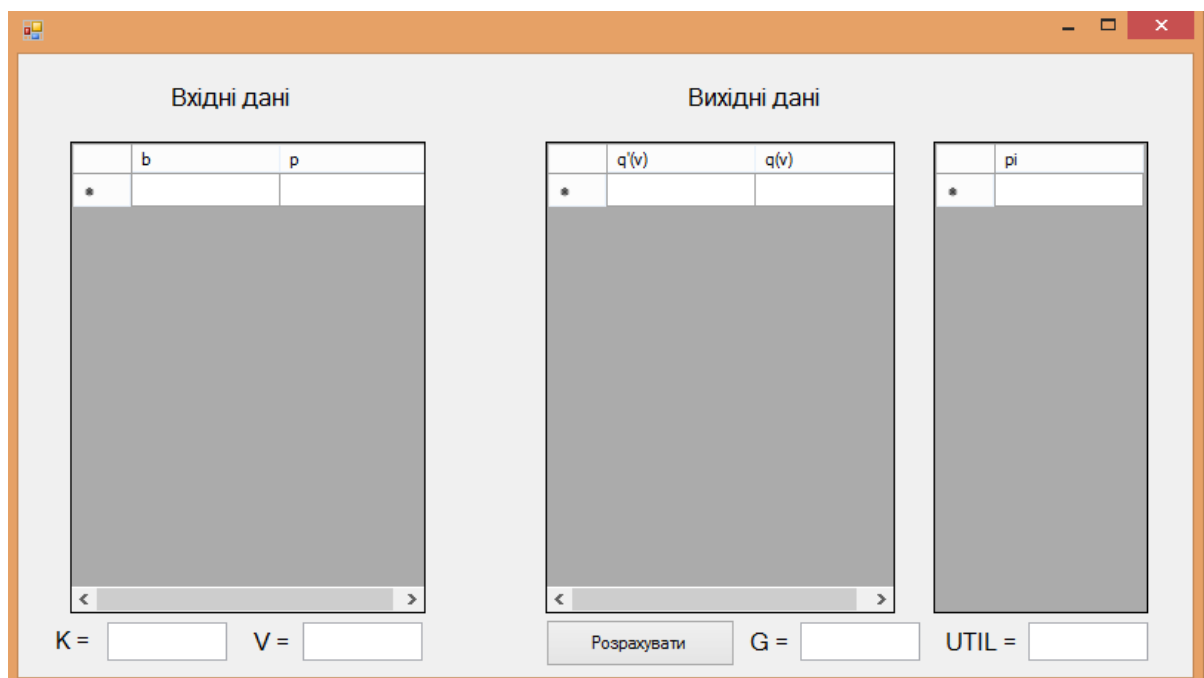 Вхідні дані
Вихідні дані
b p
q'(v) q(v)
pi
K =
V =
Розрахувати
G =
UTIL =